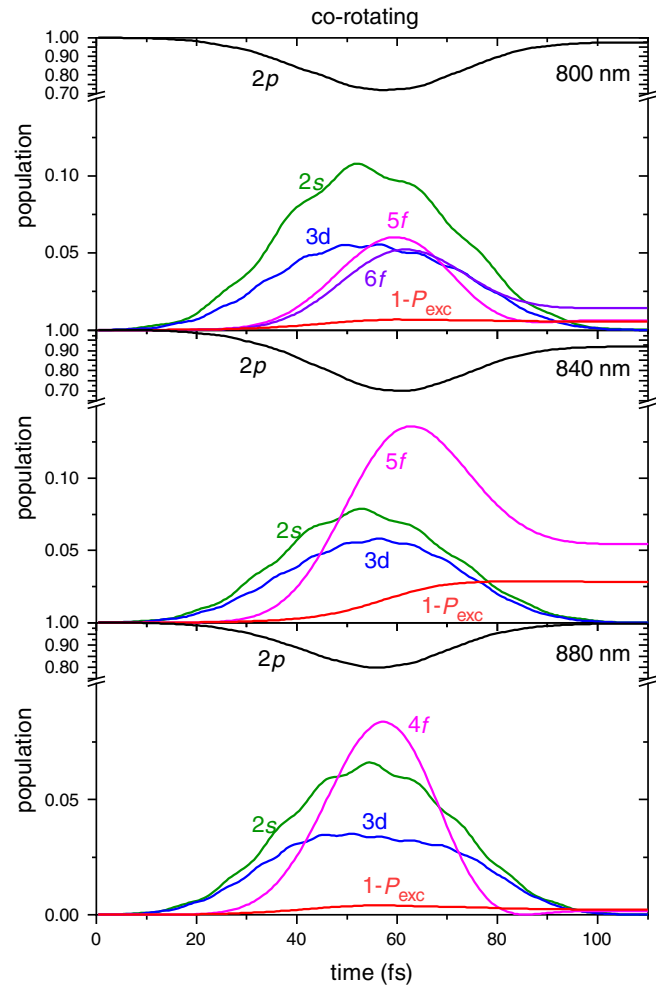 co-rotating
1.00
0.90
0.80
0.70
2p
800 nm
population
0.10
0.05
2s
3d
5f
6f
1-Pexc
1.00
0.90
0.80
0.70
2p
840 nm
population
0.10
0.05
5f
2s
3d
1-Pexc
1.00
0.90
0.80
2p
880 nm
population
0.05
0.00
4f
2s
3d
1-Pexc
0 20 40 60 80 100
time (fs)